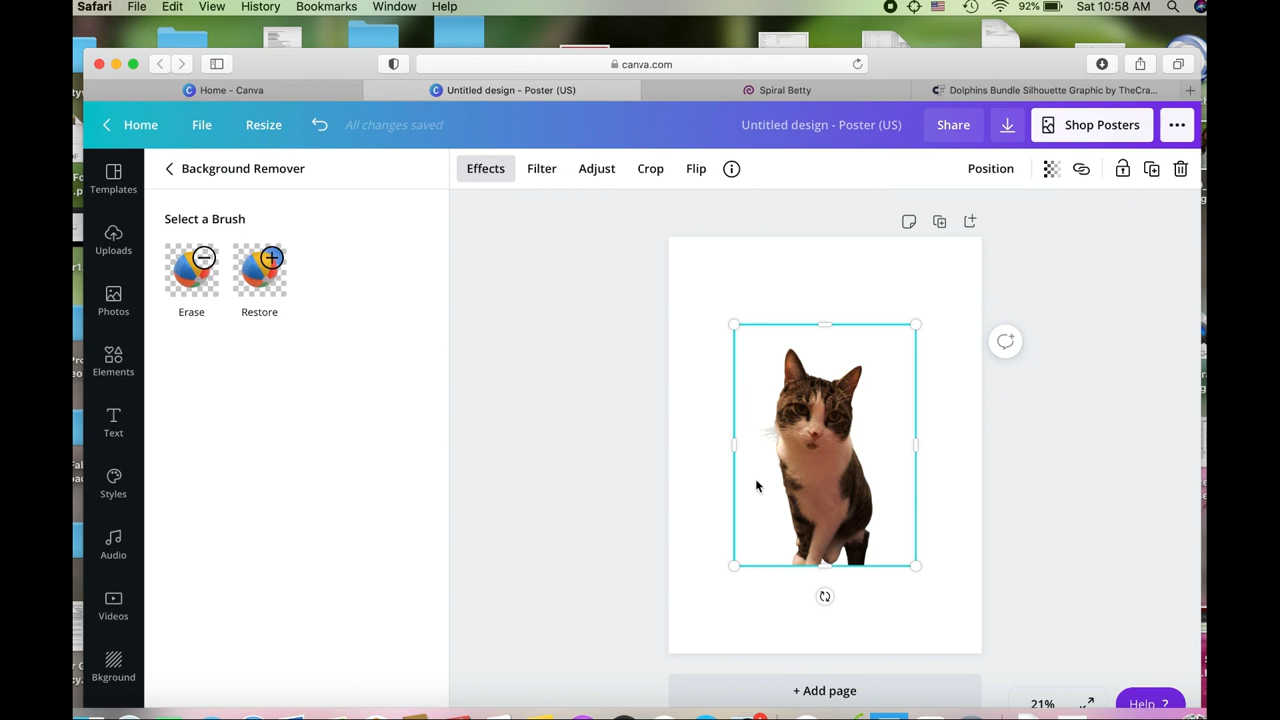 Safari File Edit View History Bookmarks Window Help 92% Sat 10:58 AM
canva.com
Home - Canva Untitled design - Poster (US) Spiral Betty Dolphins Bundle Silhouette Graphic by TheCra...
Home File Resize All changes saved Untitled design - Poster (US) Share Shop Posters
Background Remover Effects Filter Adjust Crop Flip Position
Templates
Uploads
Photos
Elements
Text
Styles
Audio
Videos
Bkground
Select a Brush
Erase Restore
+ Add page
21% Help ?